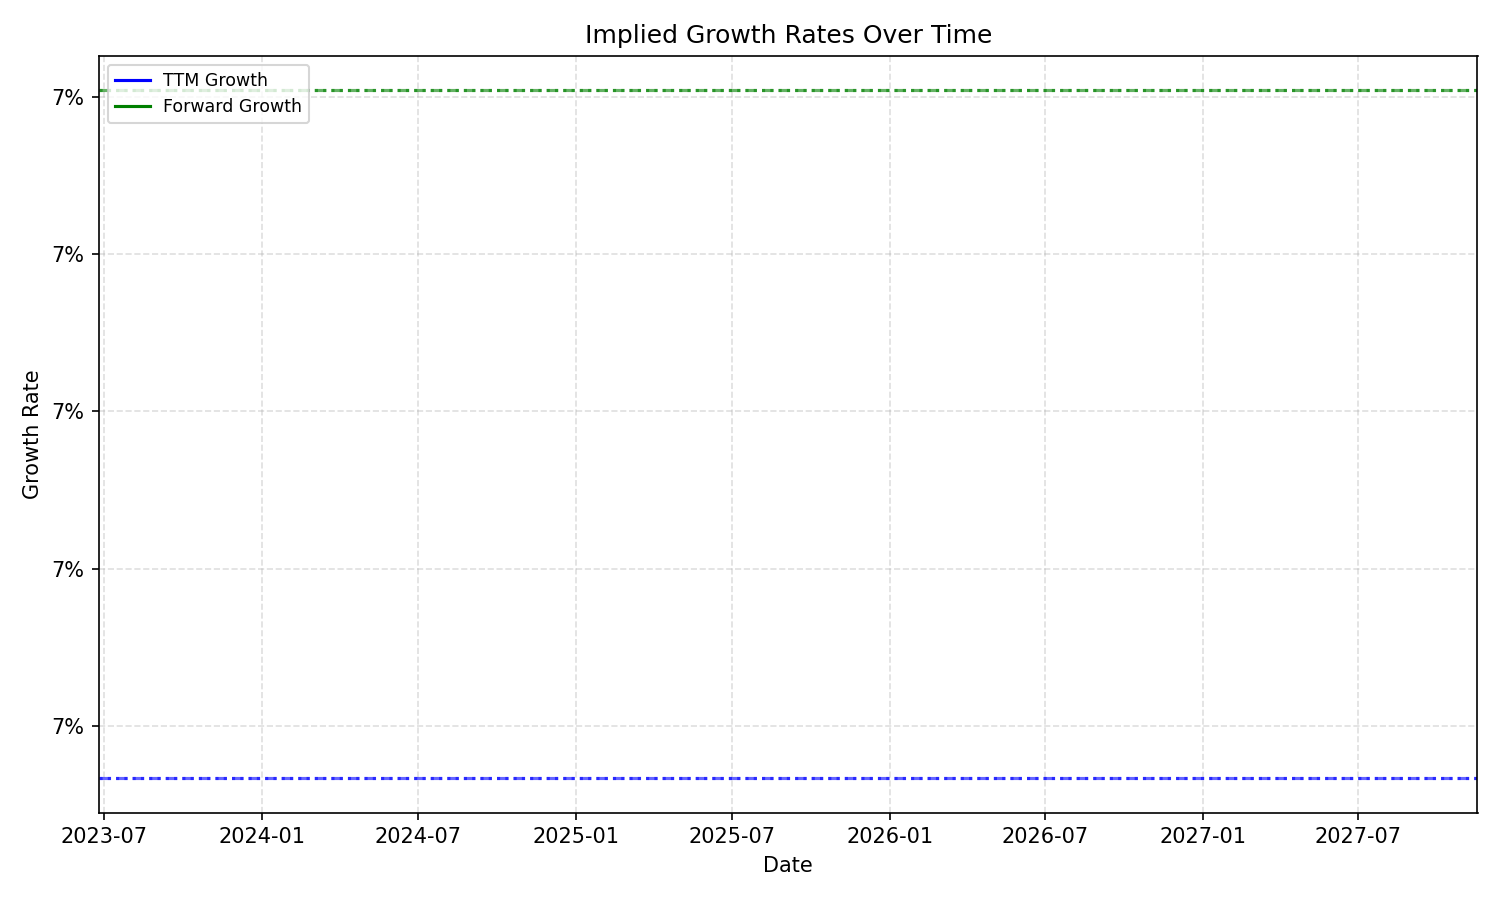 Implied Growth Rates Over Time
TTM Growth
Forward Growth
7%
7%
7%
7%
7%
Growth Rate
2023-07
2024-01
2024-07
2025-01
2025-07
2026-01
2026-07
2027-01
2027-07
Date